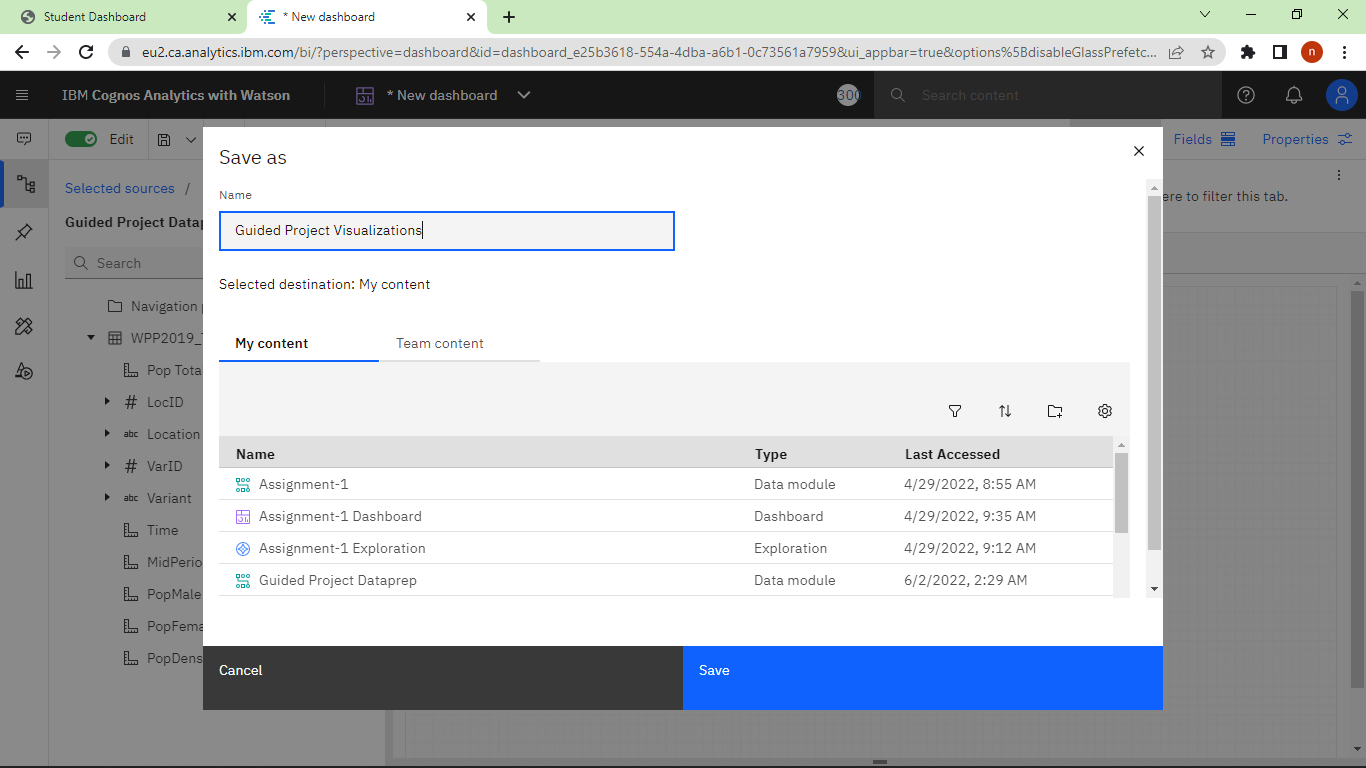 Student Dashboard
* New dashboard
eu2.ca.analytics.ibm.com/bi/?perspective=dashboard&id=dashboard_e25b3618-554a-4dba-a6b1-0c73561a7959&ui_appbar=true&options%5BdisableGlassPrefetc...
n
IBM Cognos Analytics with Watson
* New dashboard
300
Search content
Edit
Fields
Properties
Selected sources /
ere to filter this tab.
Guided Project Datap
Search
Navigation
WPP2019_
Pop Tota
# LocID
abc Location
# VarID
abc Variant
Time
MidPerio
PopMale
PopFema
PopDens
Save as
Name
Guided Project Visualizations
Selected destination: My content
My content
Team content
Name Type Last Accessed
Assignment-1 Data module 4/29/2022, 8:55 AM
Assignment-1 Dashboard Dashboard 4/29/2022, 9:35 AM
Assignment-1 Exploration Exploration 4/29/2022, 9:12 AM
Guided Project Dataprep Data module 6/2/2022, 2:29 AM
Cancel
Save